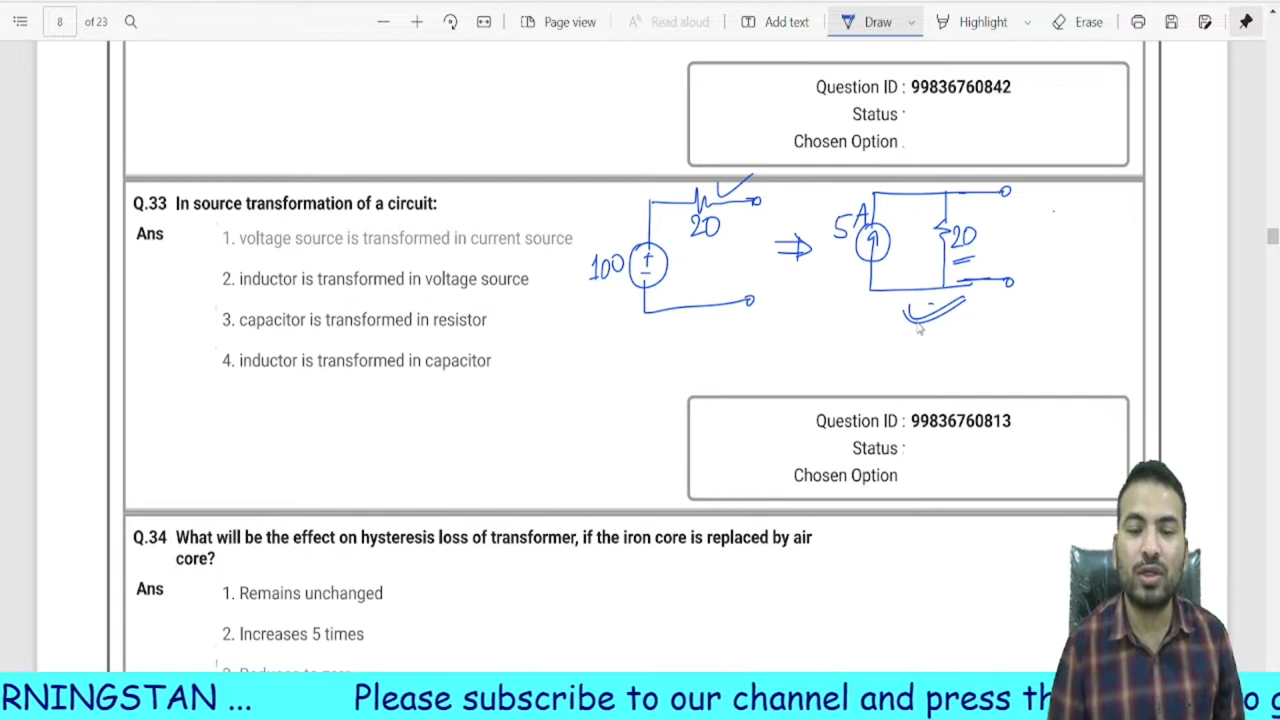 8 of 23
Page view
Read aloud
Add text
Draw
Highlight
Erase
Question ID : 99836760842
Status :
Chosen Option .
Q.33 In source transformation of a circuit:
Ans
1. voltage source is transformed in current source
2. inductor is transformed in voltage source
3. capacitor is transformed in resistor
4. inductor is transformed in capacitor
20
100
+
−
⇒
5A
20
Question ID : 99836760813
Status :
Chosen Option
Q.34 What will be the effect on hysteresis loss of transformer, if the iron core is replaced by air
core?
Ans
1. Remains unchanged
2. Increases 5 times
RNINGSTAN ... Please subscribe to our channel and press th